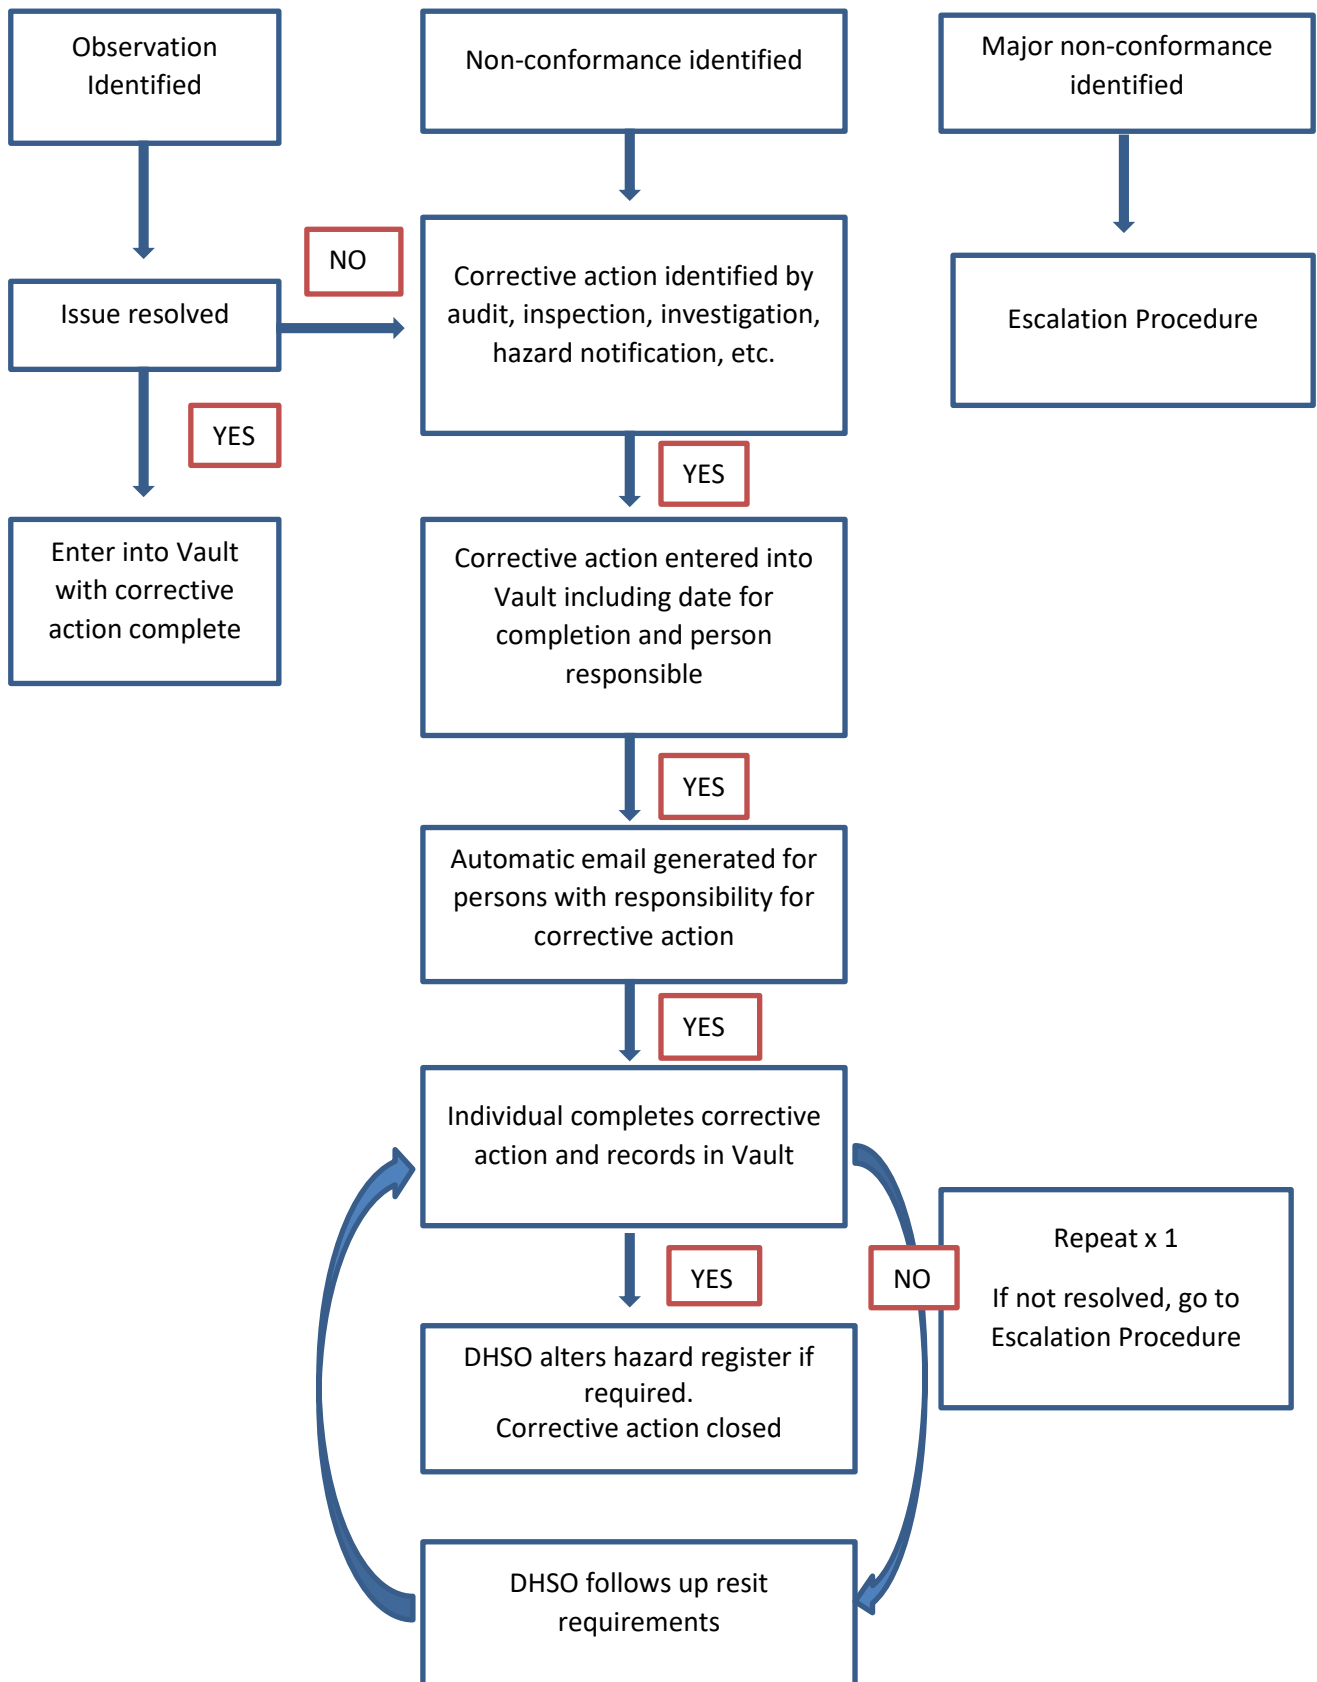 Observation
Identified
Non-conformance identified
Major non-conformance
identified
NO
Issue resolved
Corrective action identified by
audit, inspection, investigation,
hazard notification, etc.
Escalation Procedure
YES
YES
Enter into Vault
with corrective
action complete
Corrective action entered into
Vault including date for
completion and person
responsible
YES
Automatic email generated for
persons with responsibility for
corrective action
YES
Individual completes corrective
action and records in Vault
YES
NO
Repeat x 1
If not resolved, go to
Escalation Procedure
DHSO alters hazard register if
required.
Corrective action closed
DHSO follows up resit
requirements